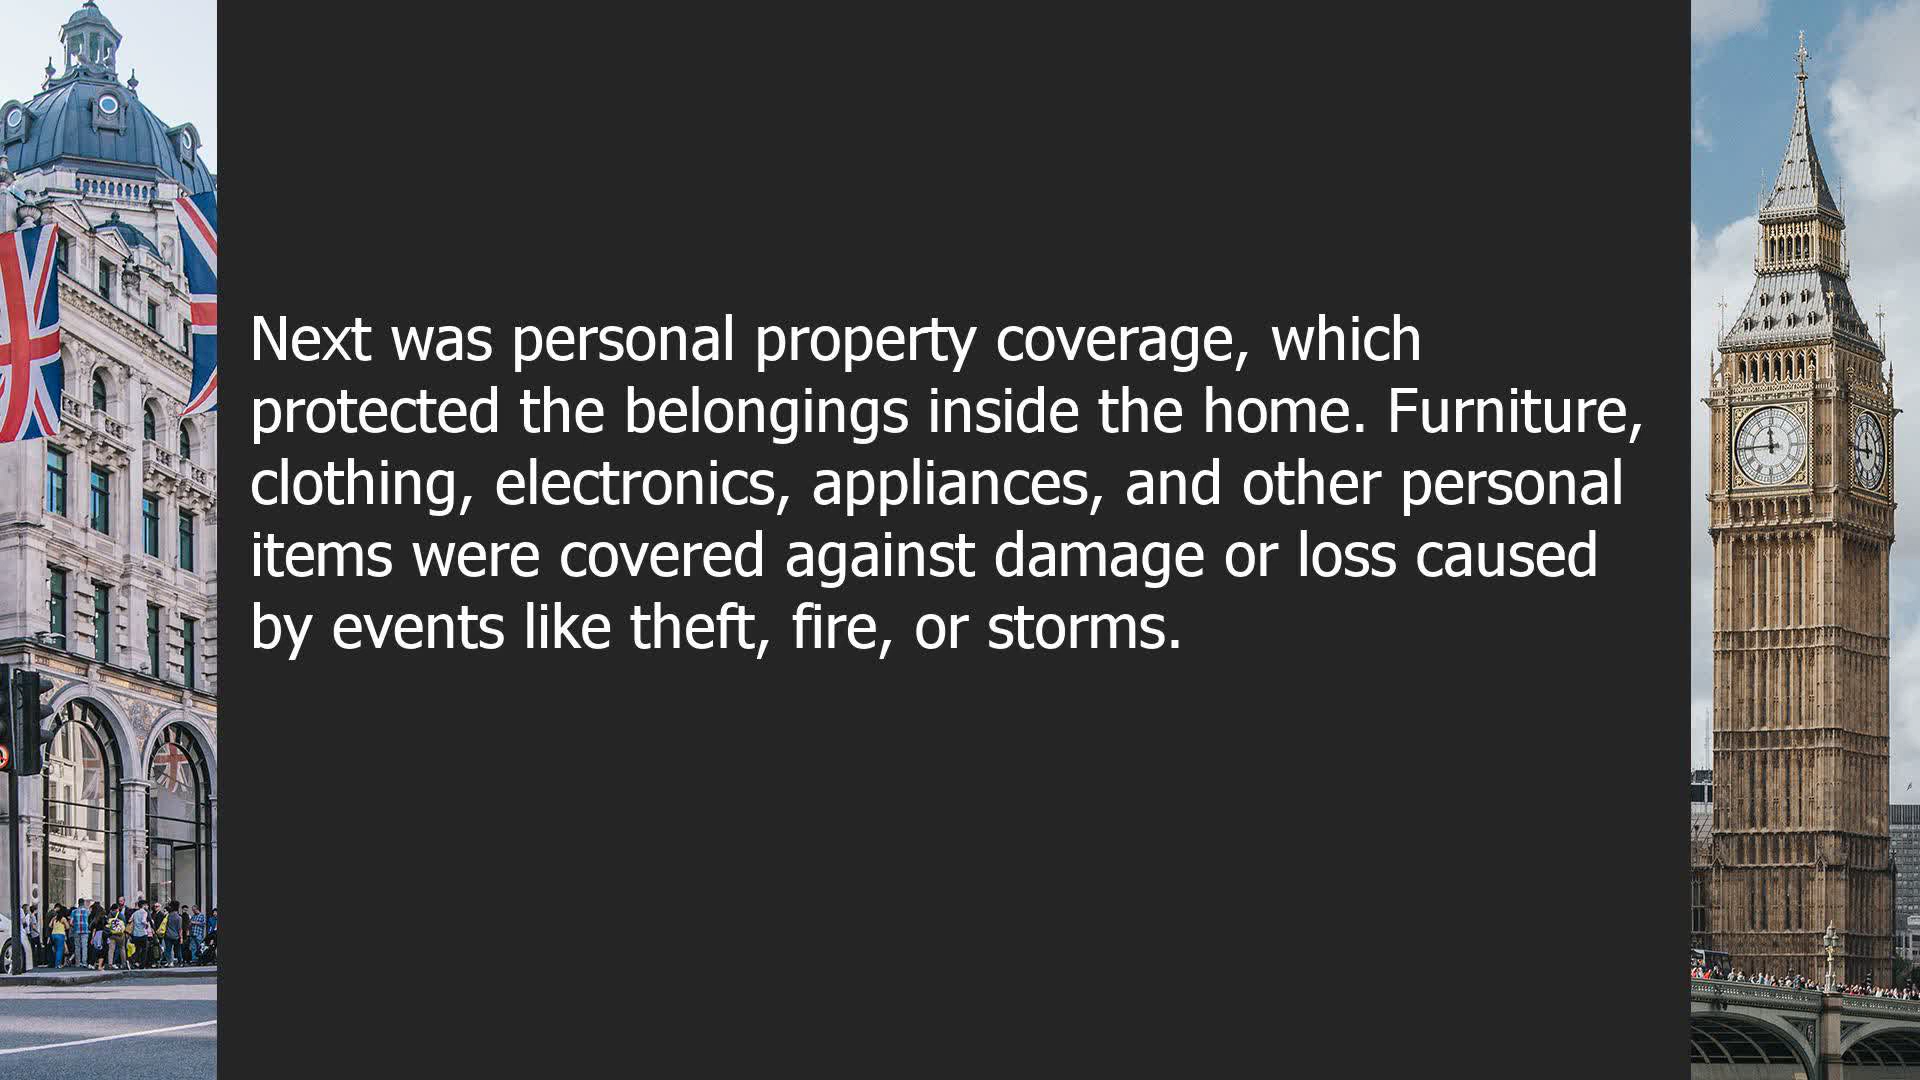 Next was personal property coverage, which
protected the belongings inside the home. Furniture,
clothing, electronics, appliances, and other personal
items were covered against damage or loss caused
by events like theft, fire, or storms.